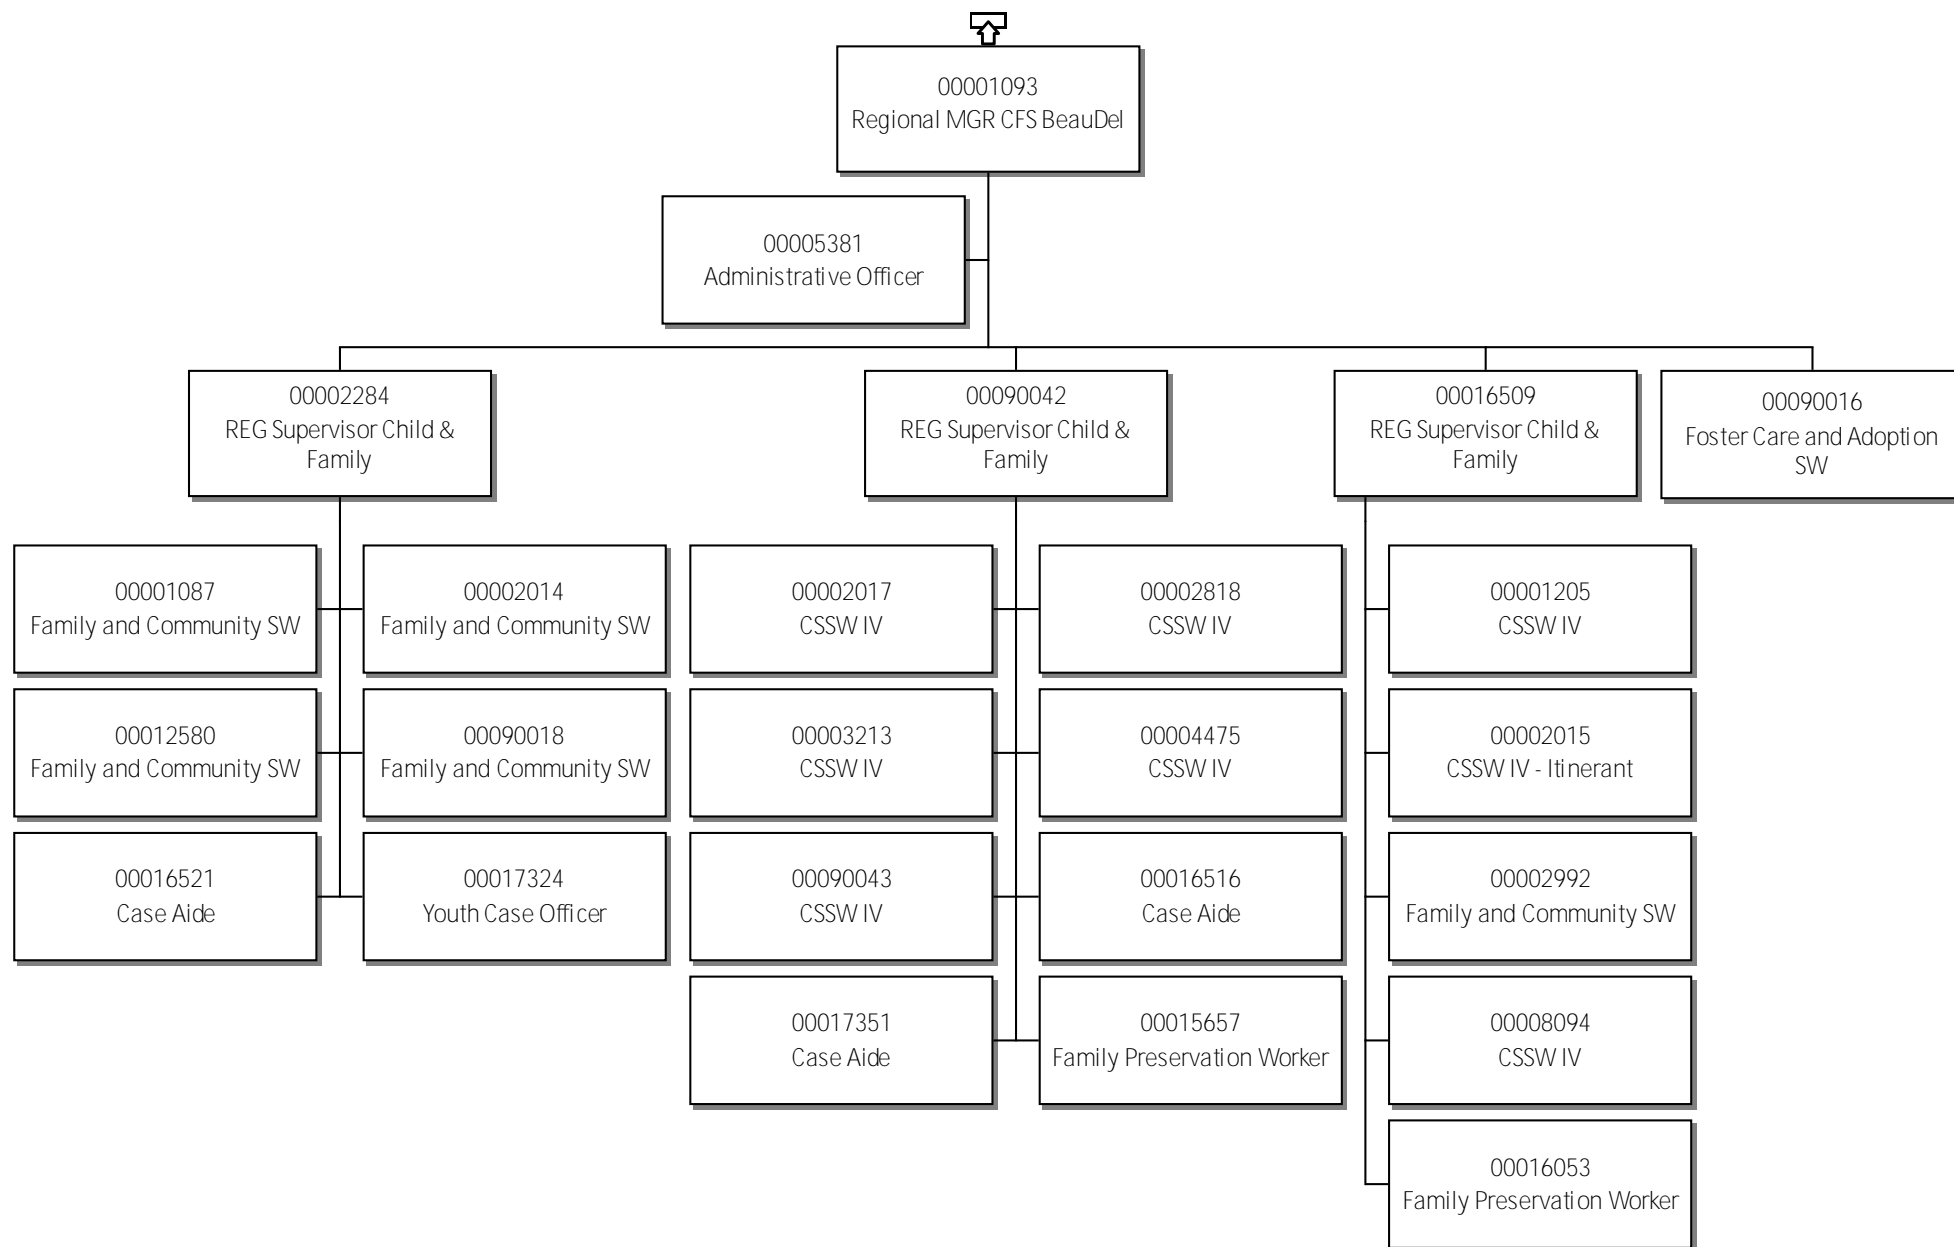 00001093
Regional MGR CFS BeauDel
00005381
Administrative Officer
00002284
REG Supervisor Child &
Family
00090042
REG Supervisor Child &
Family
00016509
REG Supervisor Child &
Family
00090016
Foster Care and Adoption
SW
00001087
Family and Community SW
00002014
Family and Community SW
00002017
CSSW IV
00002818
CSSW IV
00001205
CSSW IV
00012580
Family and Community SW
00090018
Family and Community SW
00003213
CSSW IV
00004475
CSSW IV
00002015
CSSW IV - Itinerant
00016521
Case Aide
00017324
Youth Case Officer
00090043
CSSW IV
00016516
Case Aide
00002992
Family and Community SW
00017351
Case Aide
00015657
Family Preservation Worker
00008094
CSSW IV
00016053
Family Preservation Worker